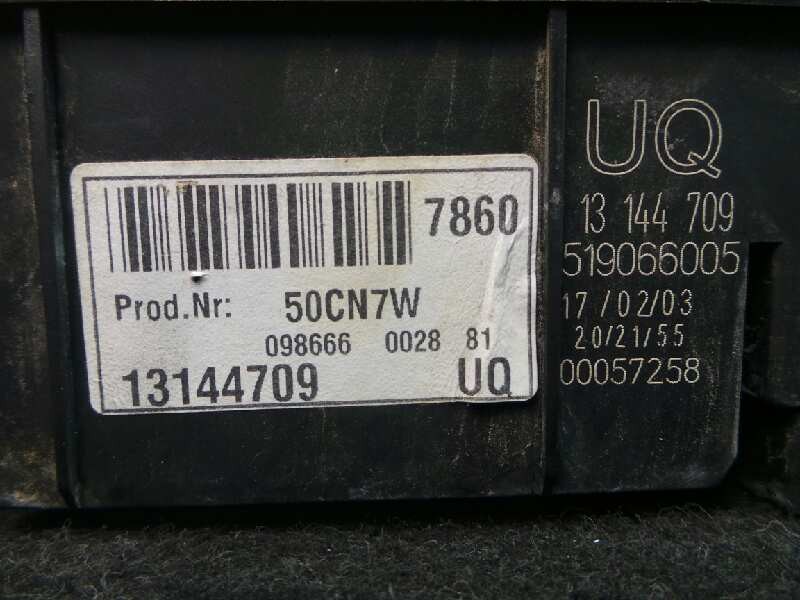 7860
Prod.Nr: 50CN7W
098666 0028 81
13144709 UQ
UQ
13 144 709
519066005
17/02/03
20/21/55
00057258